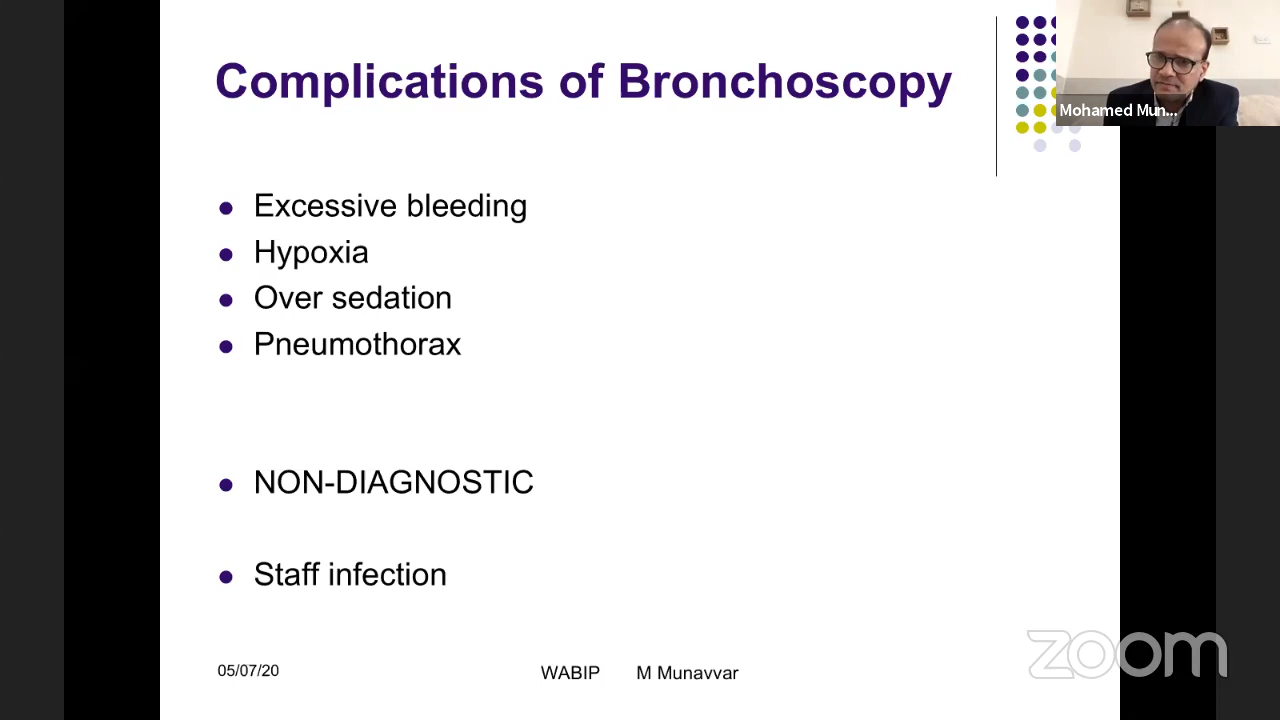 Complications of Bronchoscopy
Mohamed Mun...
Excessive bleeding
Hypoxia
Over sedation
Pneumothorax
NON-DIAGNOSTIC
Staff infection
05/07/20
WABIP M Munavvar
zoom